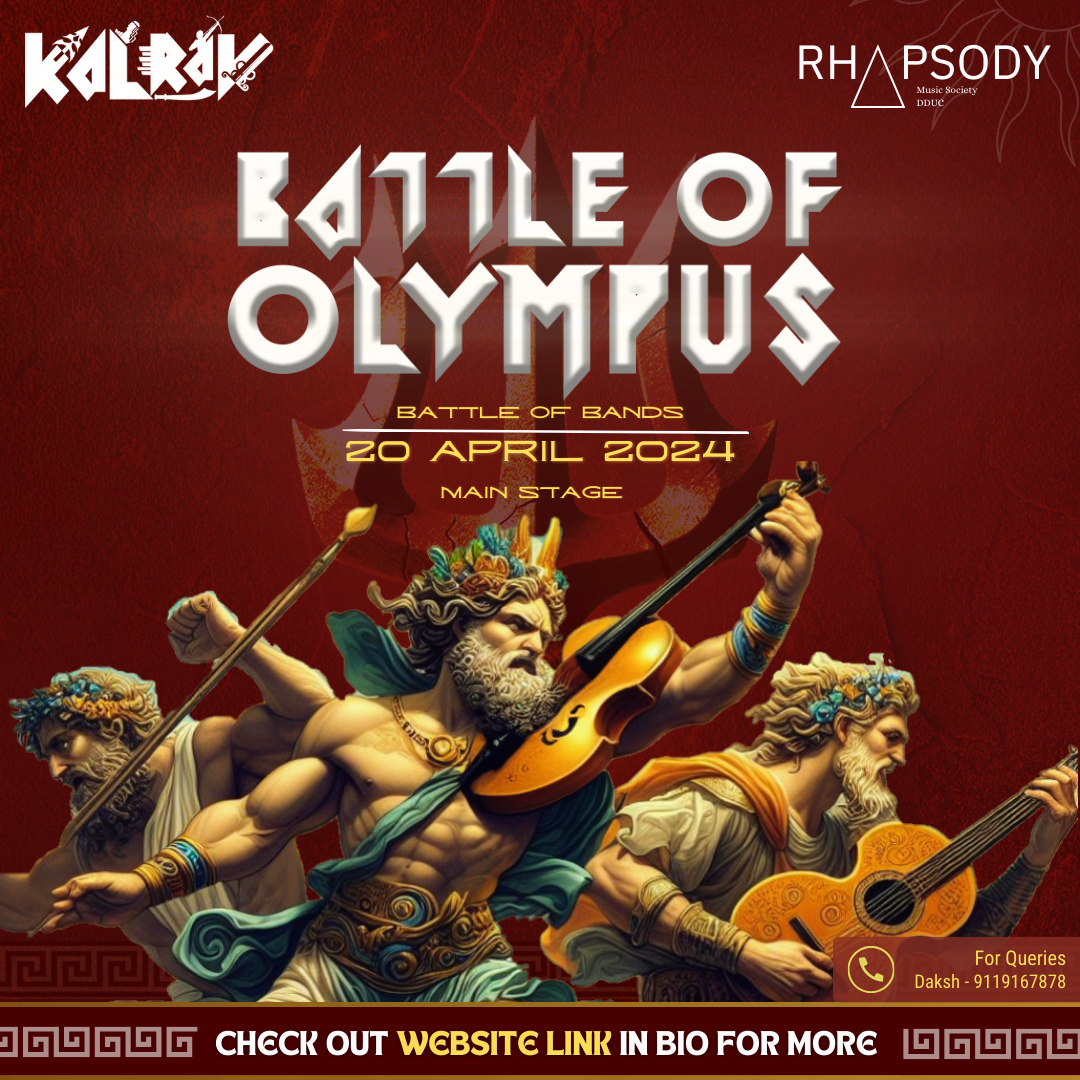 KALRAV
RHAPSODY
Music Society
DDUC
BATTLE OF
OLYMPUS
BATTLE OF BANDS
20 APRIL 2024
MAIN STAGE
For Queries
Daksh - 9119167878
CHECK OUT WEBSITE LINK IN BIO FOR MORE